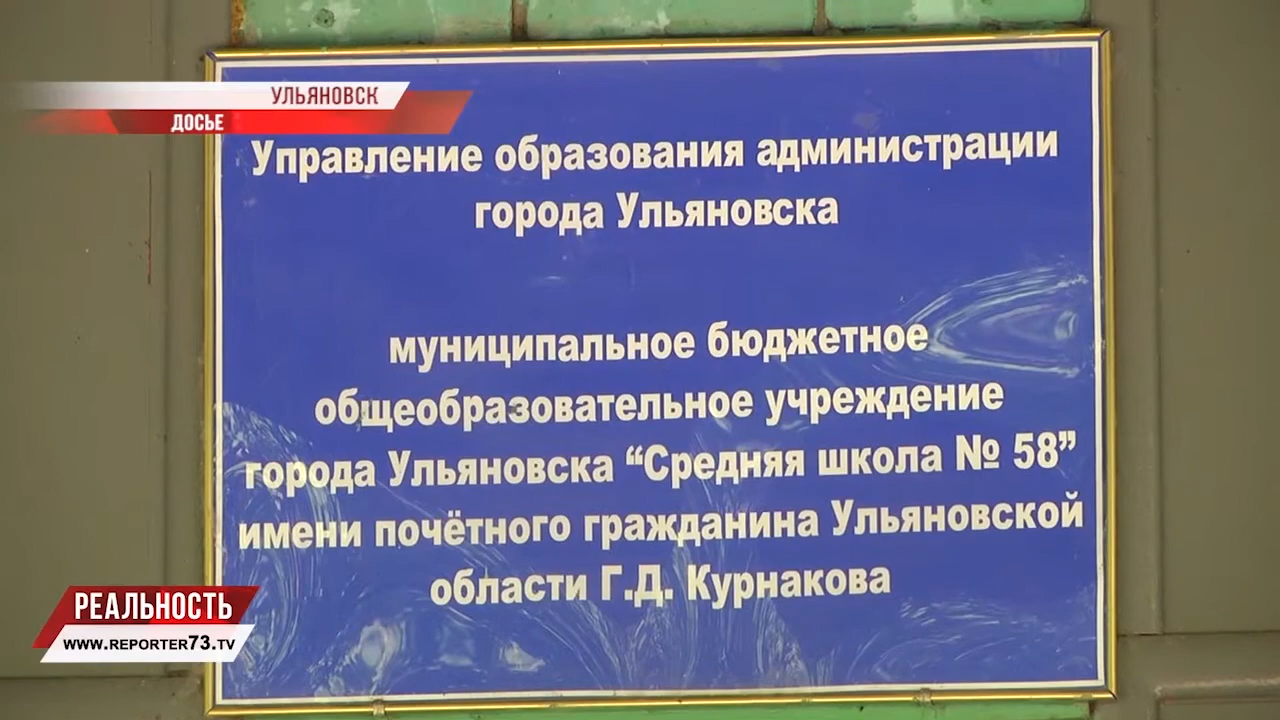 УЛЬЯНОВСК
ДОСЬЕ
Управление образования администрации
города Ульяновска
муниципальное бюджетное
общеобразовательное учреждение
города Ульяновска “Средняя школа № 58”
имени почётного гражданина Ульяновской
области Г.Д. Курнакова
РЕАЛЬНОСТЬ
WWW.REPORTER73.TV